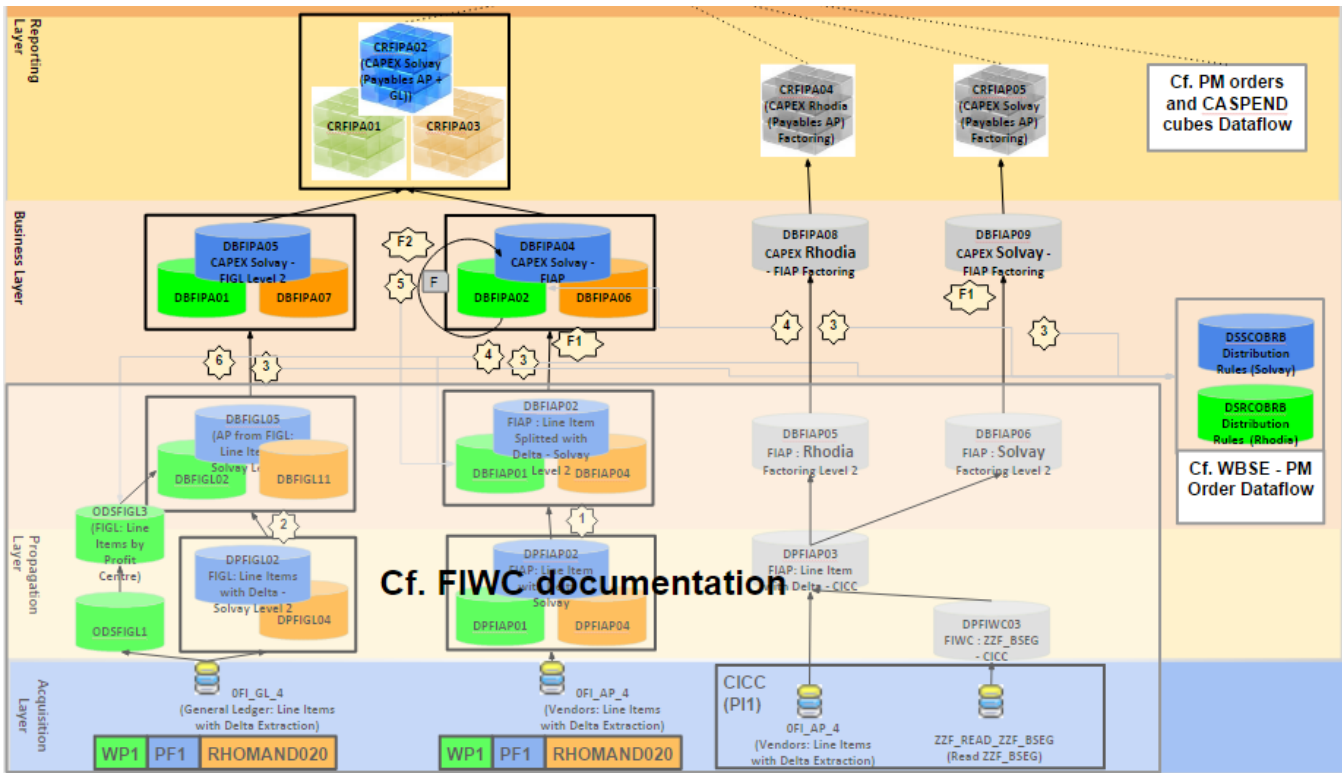 Reporting
Layer
CRFIPA02
(CAPEX Solvay
(Payables AP +
GL))
CRFIPA01
CRFIPA03
CRFIPA04
(CAPEX Rhodia
(Payables AP)
Factoring)
CRFIAP05
(CAPEX Solvay
(Payables AP)
Factoring)
Cf. PM orders
and CASPEND
cubes Dataflow
Business Layer
DBFIPA05
CAPEX Solvay -
FIGL Level 2
DBFIPA01
DBFIPA07
F2
5
F
DBFIPA04
CAPEX Solvay -
FIAP
DBFIPA02
DBFIPA06
DBFIPA08
CAPEX Rhodia
- FIAP Factoring
DBFIAP09
CAPEX Solvay -
FIAP Factoring
F1
6
3
4
3
F1
4
3
3
DSSCOBRB
Distribution
Rules (Solvay)
DSRCOBRB
Distribution
Rules (Rhodia)
Cf. WBSE - PM
Order Dataflow
DBFIGL05
(AP from FIGL:
Line Item
Solvay Level 2
DBFIGL02
DBFIGL11
DBFIAP02
FIAP : Line Item
Splitted with
Delta - Solvay
Level 2
DBFIAP01
DBFIAP04
DBFIAP05
FIAP : Rhodia
Factoring Level 2
DBFIAP06
FIAP : Solvay
Factoring Level 2
Propagation
Layer
ODSFIGL3
(FIGL: Line
Items by
Profit
Centre)
2
1
DPFIGL02
FIGL: Line Items
with Delta -
Solvay Level 2
DPFIGL04
ODSFIGL1
DPFIAP02
FIAP: Line Item
with Delta
Solvay
DPFIAP01
DPFIAP04
Cf. FIWC documentation
DPFIAP03
FIAP: Line Item
with Delta - CICC
DPFIWC03
FIWC : ZZF_BSEG
- CICC
Acquisition
Layer
0FI_GL_4
(General Ledger: Line Items
with Delta Extraction)
WP1 PF1 RHOMAND020
0FI_AP_4
(Vendors: Line Items
with Delta Extraction)
WP1 PF1 RHOMAND020
CICC
(PI1)
0FI_AP_4
(Vendors: Line Items
with Delta Extraction)
ZZF_READ_ZZF_BSEG
(Read ZZF_BSEG)